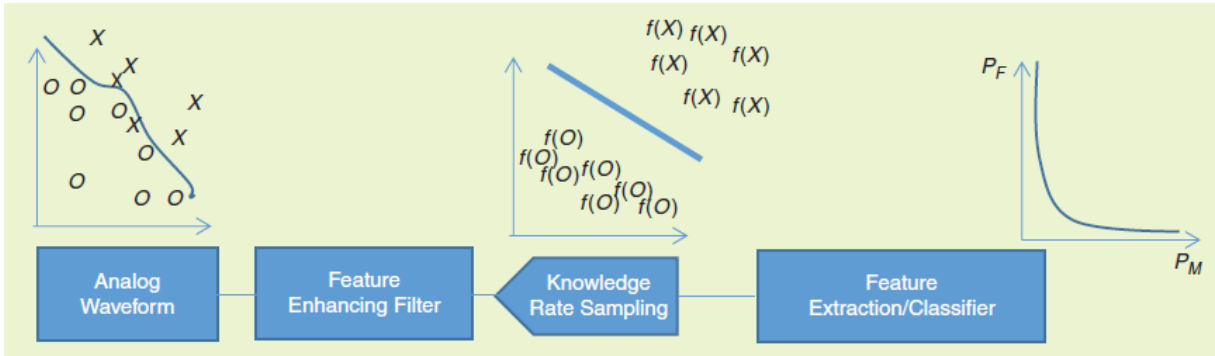 X
X
X
X
X
X
O
O
O
O
O
O
O
O
f(X)
f(X)
f(X)
f(X)
f(X)
f(X)
f(O)
f(O)
f(O)
f(O)
f(O)
f(O)
f(O)
P_F
P_M
Analog
Waveform
Feature
Enhancing Filter
Knowledge
Rate Sampling
Feature
Extraction/Classifier